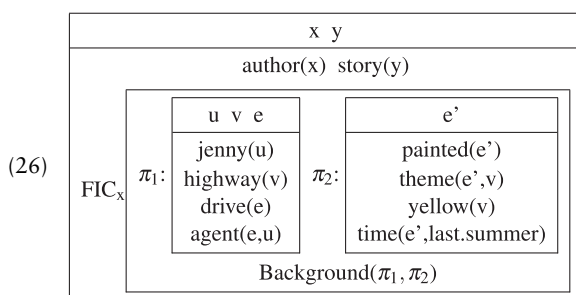 x y
author(x) story(y)
u v e e’
jenny(u) painted(e’)
(26) FICx π1: highway(v) π2: theme(e’,v)
drive(e) yellow(v)
agent(e,u) time(e’,last.summer)
Background(π1,π2)